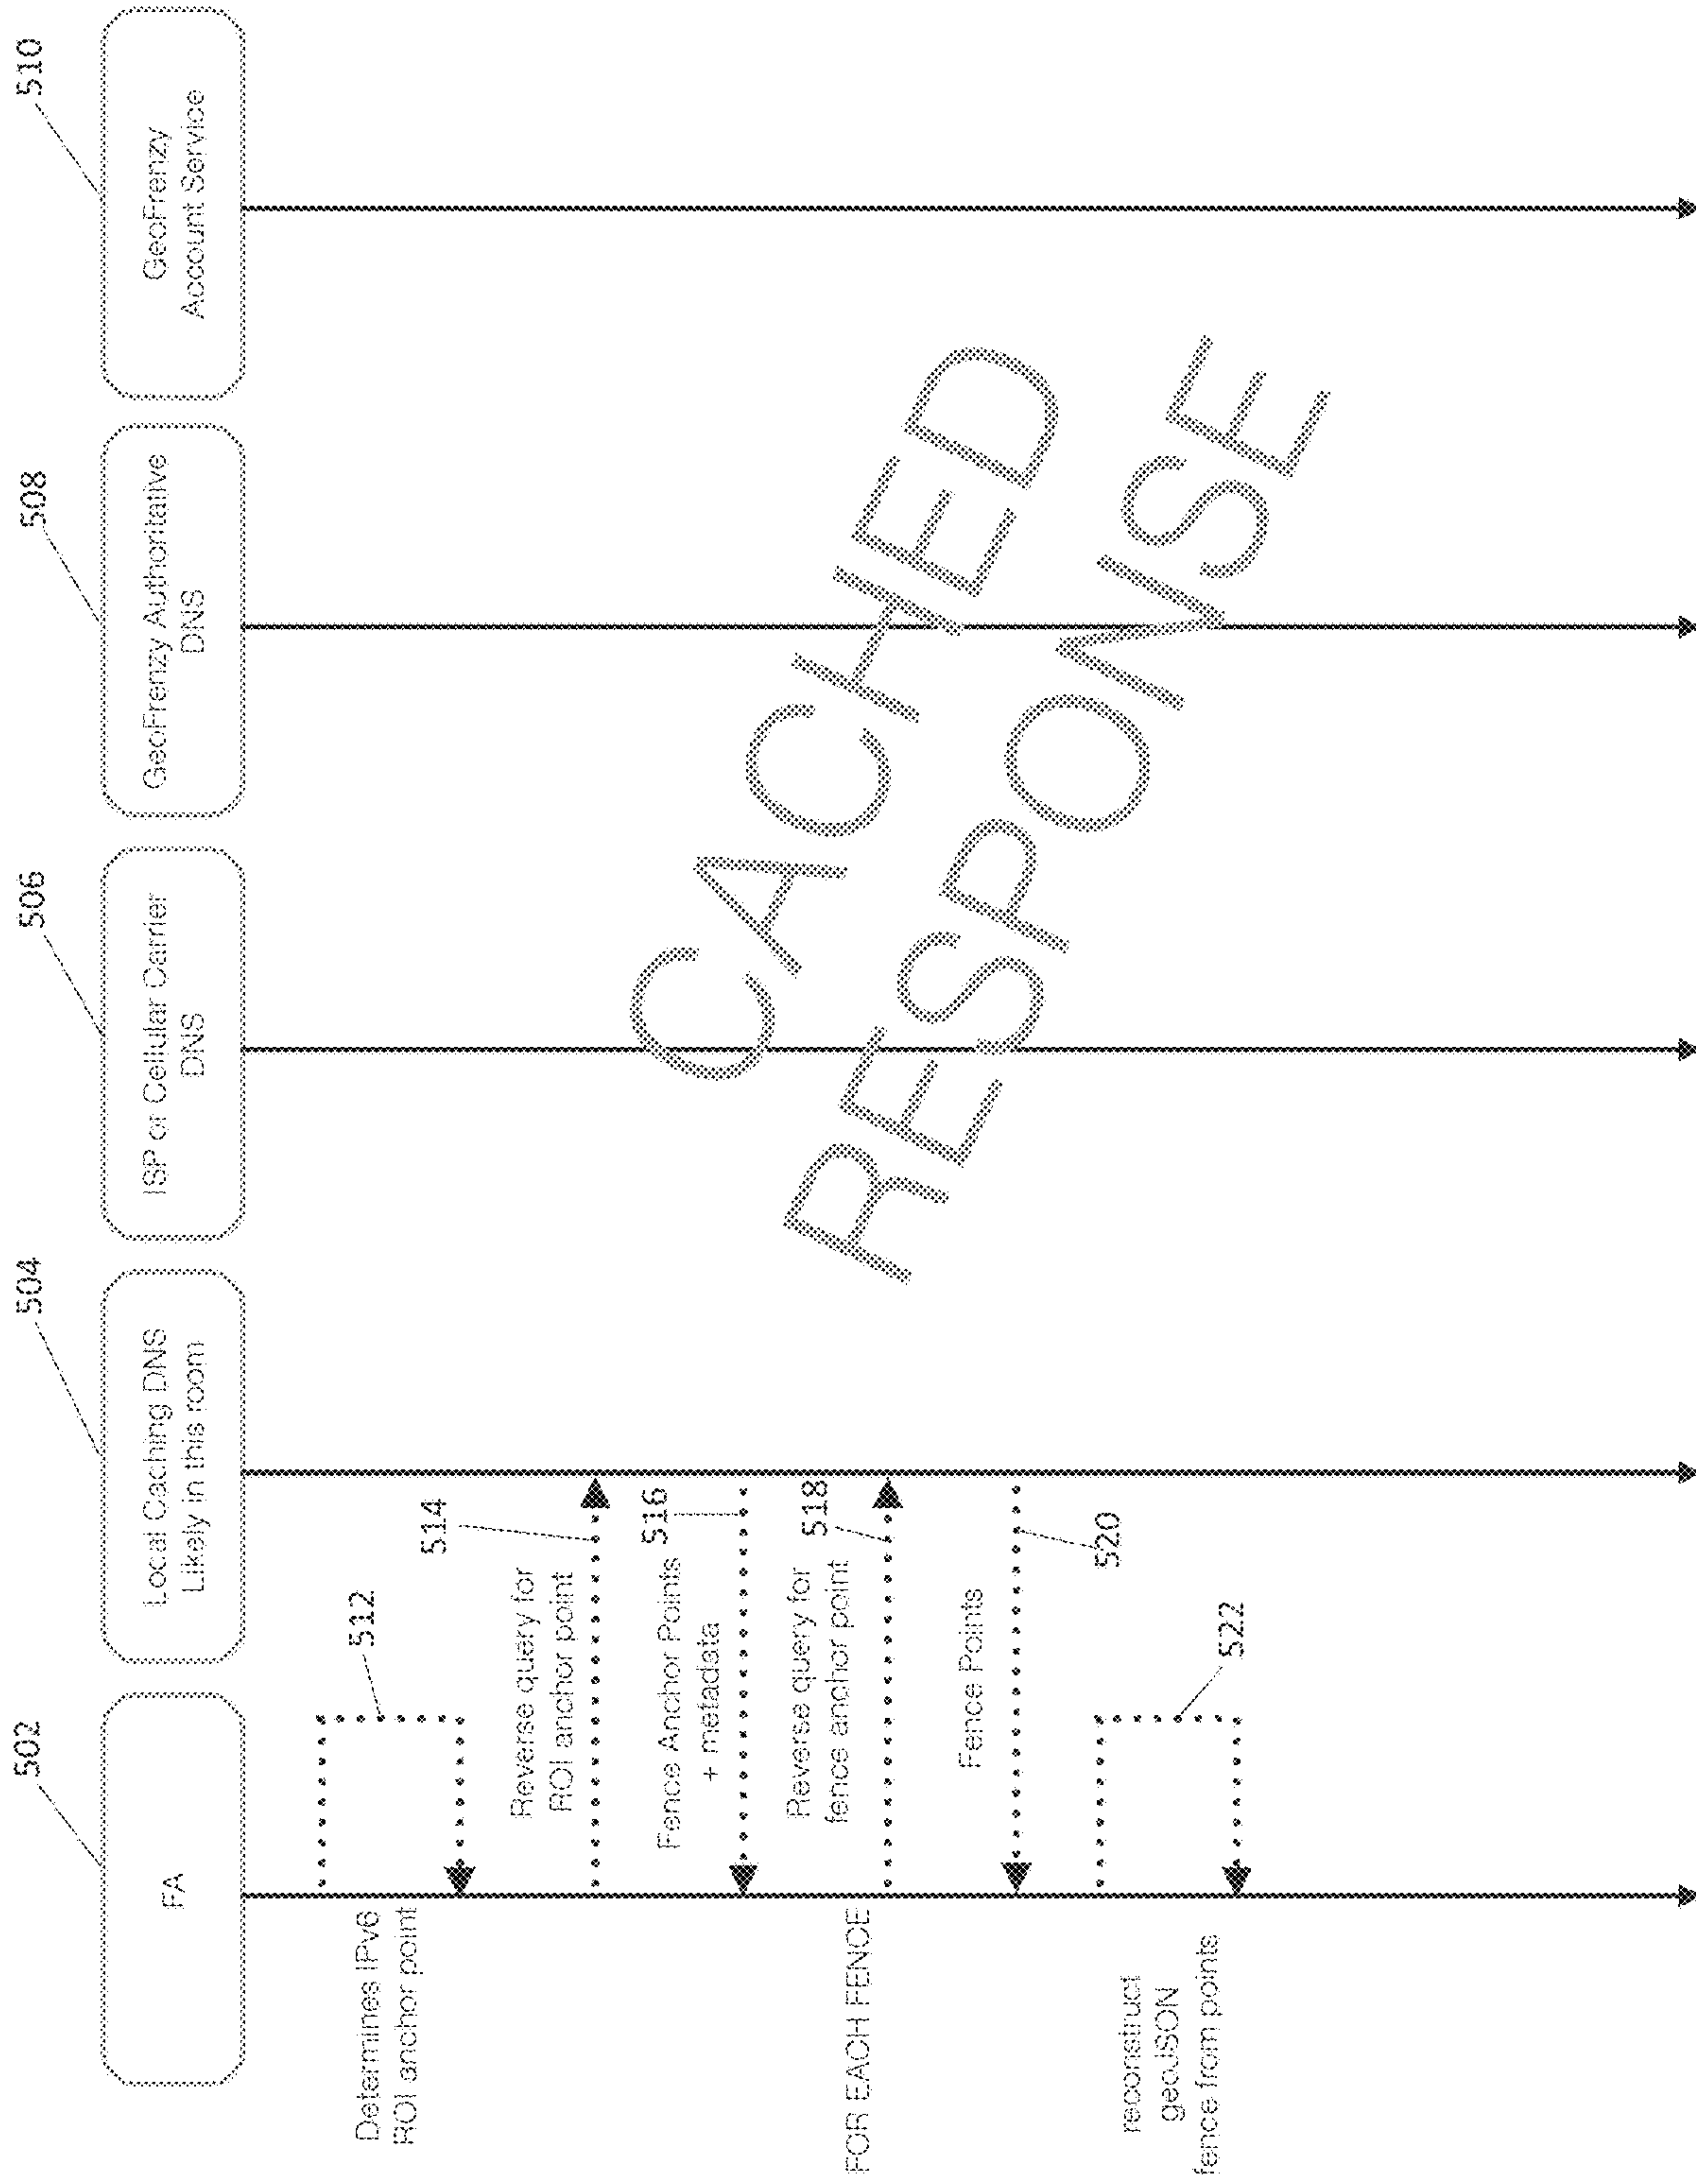 502
504
506
508
510
FA
Local Caching DNS
Likely in this room
ISP or Cellular Carrier
DNS
GeoFrenzy Authoritative
DNS
GeoFrenzy
Account Service
Determines IPv6
ROI anchor point
512
Reverse query for
ROI anchor point
514
Fence Anchor Points
+ metadata
516
FOR EACH FENCE
Reverse query for
fence anchor point
518
Fence Points
520
reconstruct
geoJSON
fence from points
522
CACHED
RESPONSE